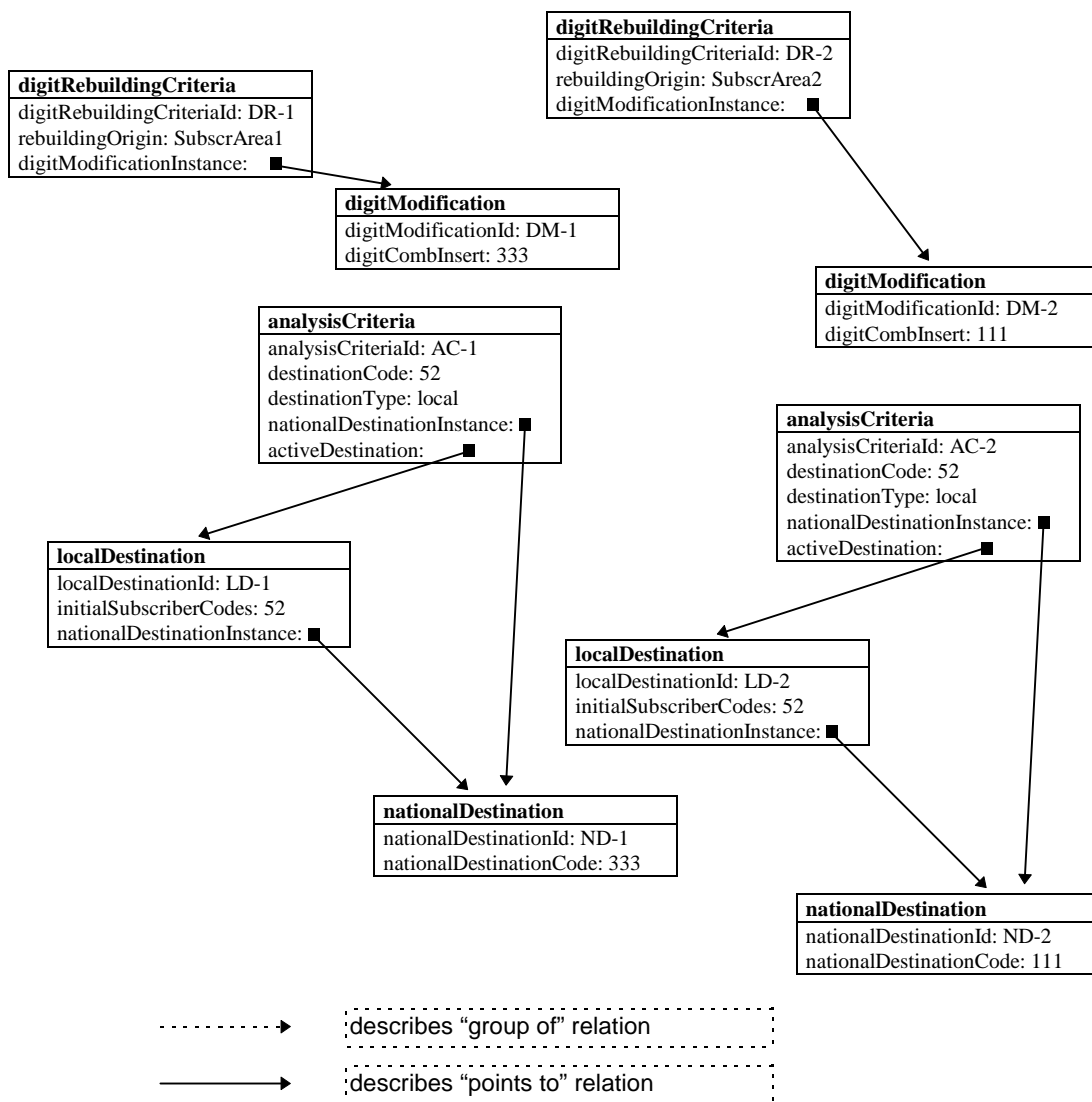 digitRebuildingCriteria
digitRebuildingCriteriaId: DR-2
rebuildingOrigin: SubscrArea2
digitModificationInstance:
digitRebuildingCriteria
digitRebuildingCriteriaId: DR-1
rebuildingOrigin: SubscrArea1
digitModificationInstance:
digitModification
digitModificationId: DM-1
digitCombInsert: 333
digitModification
digitModificationId: DM-2
digitCombInsert: 111
analysisCriteria
analysisCriteriaId: AC-1
destinationCode: 52
destinationType: local
nationalDestinationInstance:
activeDestination:
analysisCriteria
analysisCriteriaId: AC-2
destinationCode: 52
destinationType: local
nationalDestinationInstance:
activeDestination:
localDestination
localDestinationId: LD-1
initialSubscriberCodes: 52
nationalDestinationInstance:
localDestination
localDestinationId: LD-2
initialSubscriberCodes: 52
nationalDestinationInstance:
nationalDestination
nationalDestinationId: ND-1
nationalDestinationCode: 333
nationalDestination
nationalDestinationId: ND-2
nationalDestinationCode: 111
describes “group of” relation
describes “points to” relation